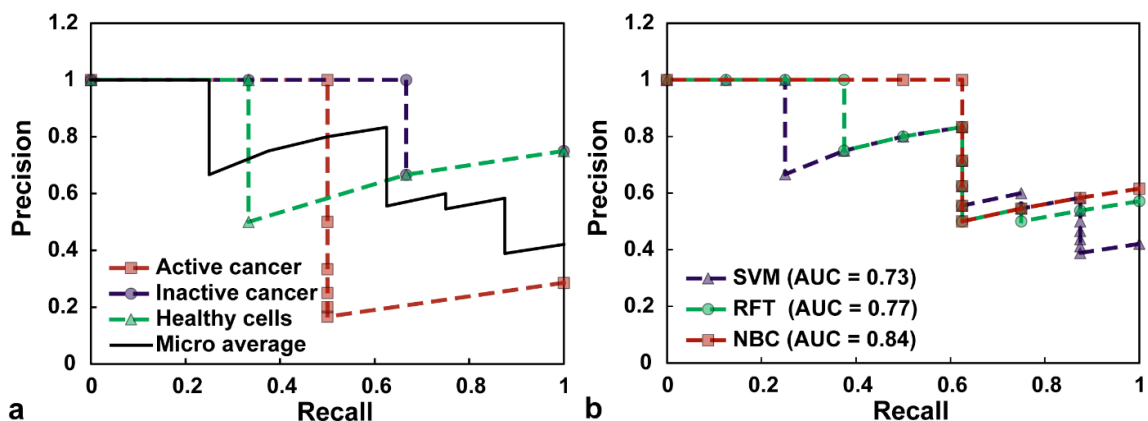 1.2
1
0.8
0.6
0.4
0.2
0
Precision
Active cancer
Inactive cancer
Healthy cells
Micro average
0 0.2 0.4 0.6 0.8 1
Recall
a
1.2
1
0.8
0.6
0.4
0.2
0
Precision
SVM (AUC = 0.73)
RFT (AUC = 0.77)
NBC (AUC = 0.84)
0 0.2 0.4 0.6 0.8 1
Recall
b